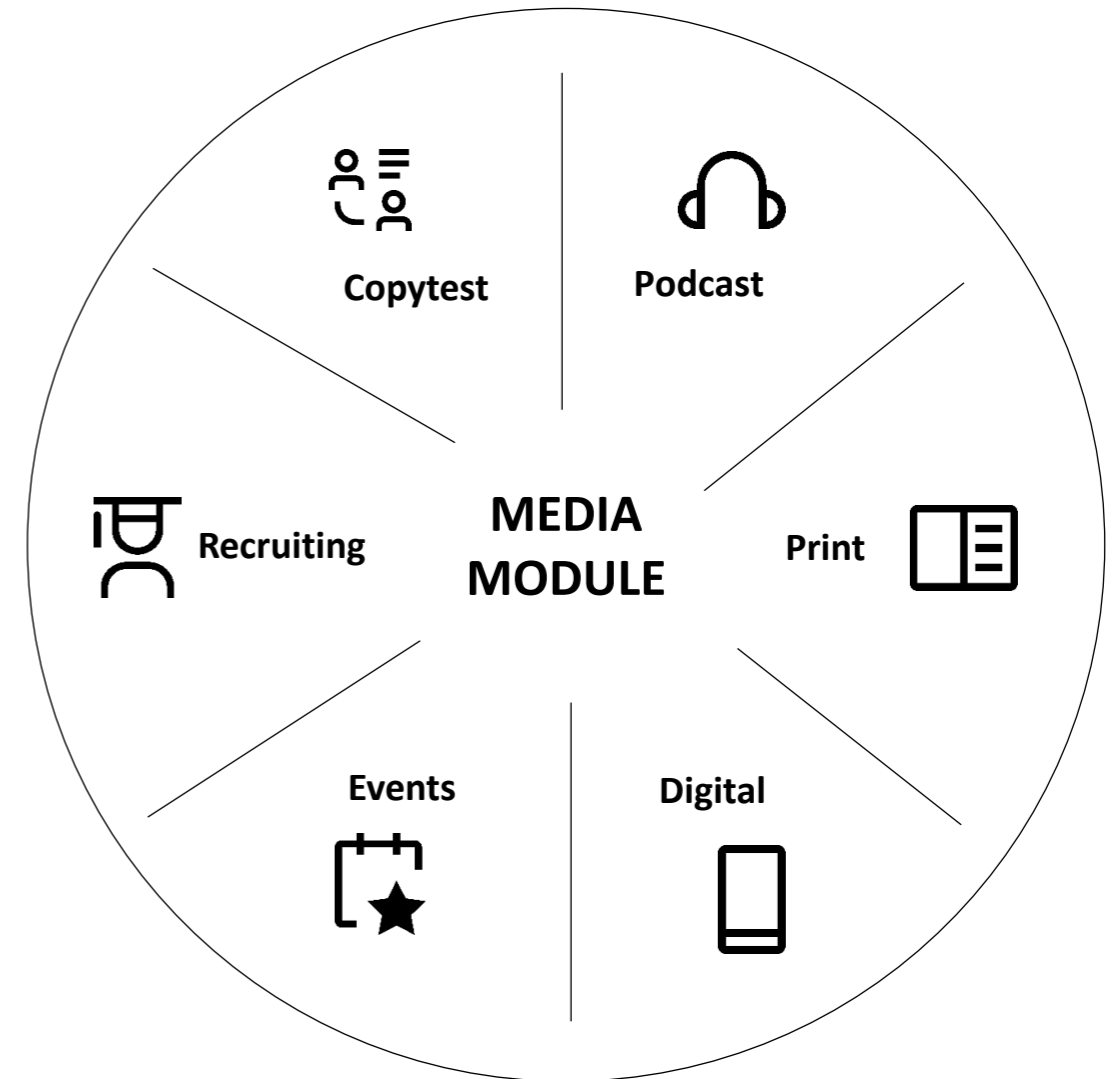 Copytest
Podcast
Recruiting
MEDIA
MODULE
Print
Events
Digital